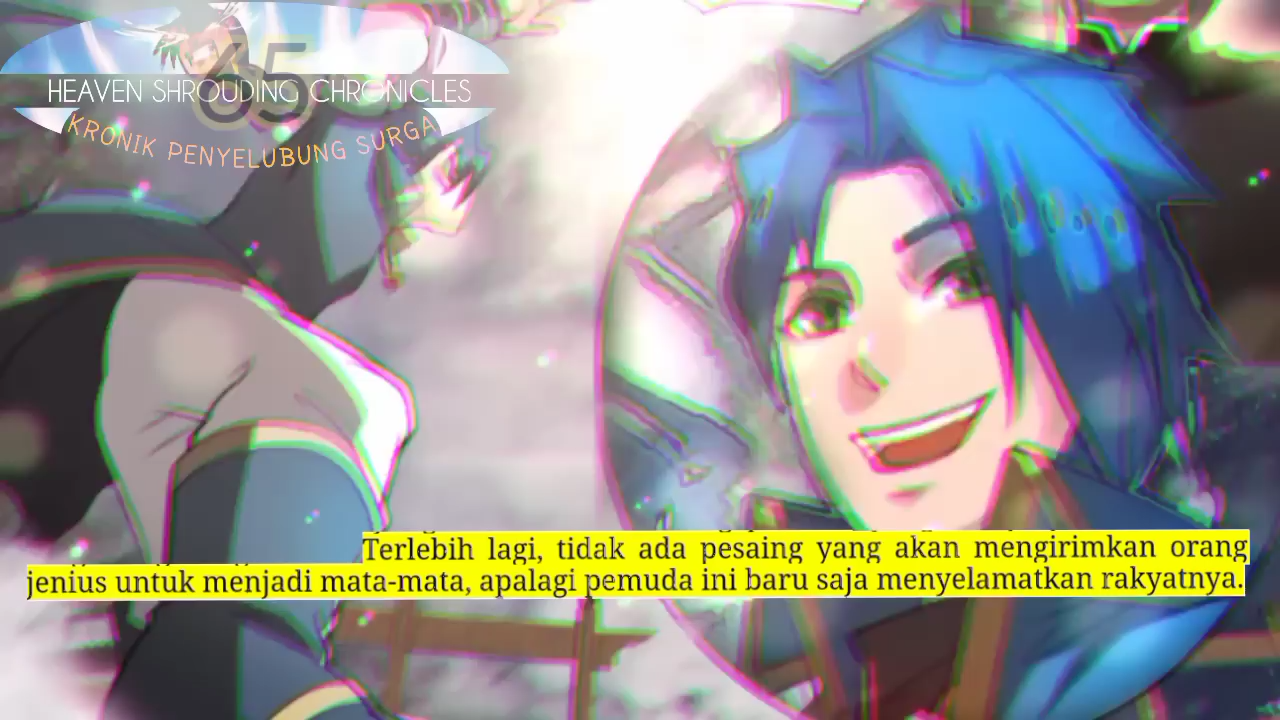 65
HEAVEN SHROUDING CHRONICLES
KRONIK PENYELUBUNG SURGA
Terlebih lagi, tidak ada pesaing yang akan mengirimkan orang
jenius untuk menjadi mata-mata, apalagi pemuda ini baru saja menyelamatkan rakyatnya.